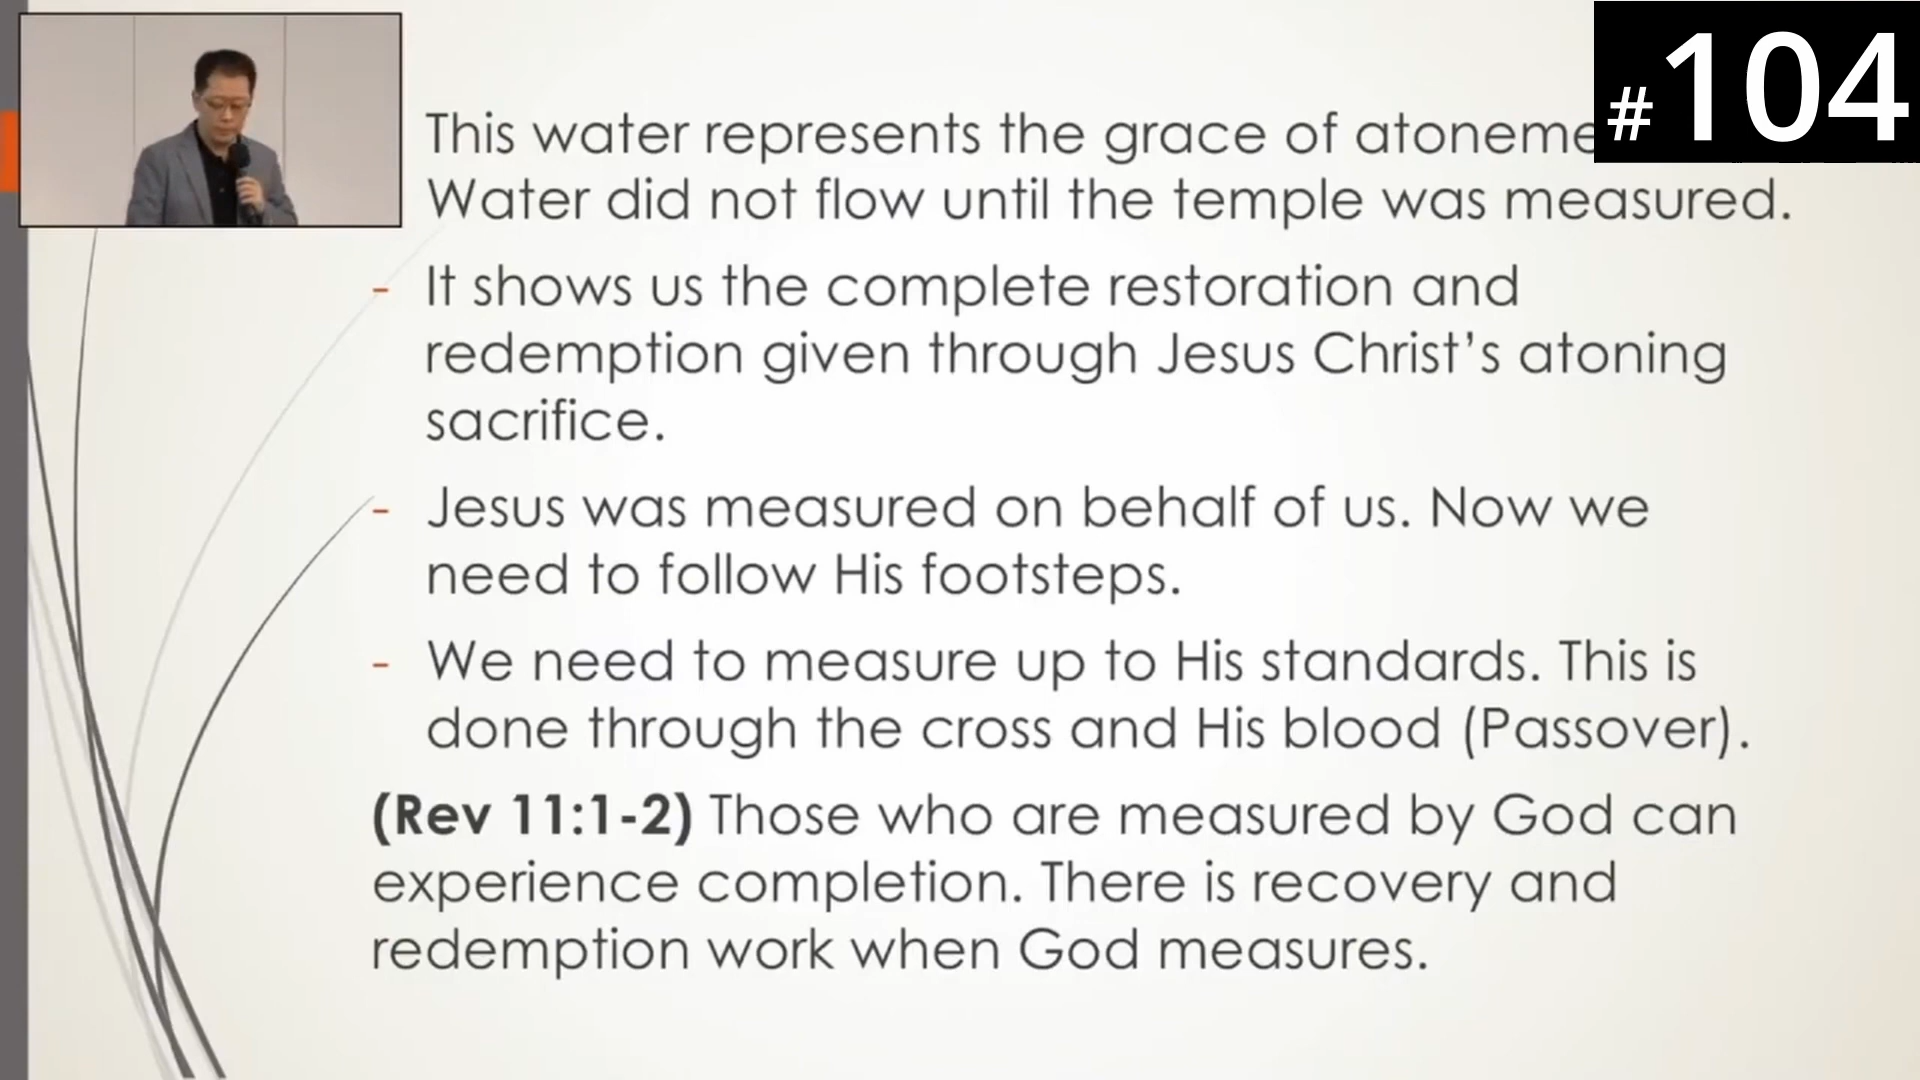 #104
This water represents the grace of
Water did not flow until the temple was measured.
- It shows us the complete restoration and
redemption given through Jesus Christ's atoning
sacrifice.
- Jesus was measured on behalf of us. Now we
need to follow His footsteps.
- We need to measure up to His standards. This is
done through the cross and His blood (Passover).
(Rev 11:1-2) Those who are measured by God can
experience completion. There is recovery and
redemption work when God measures.